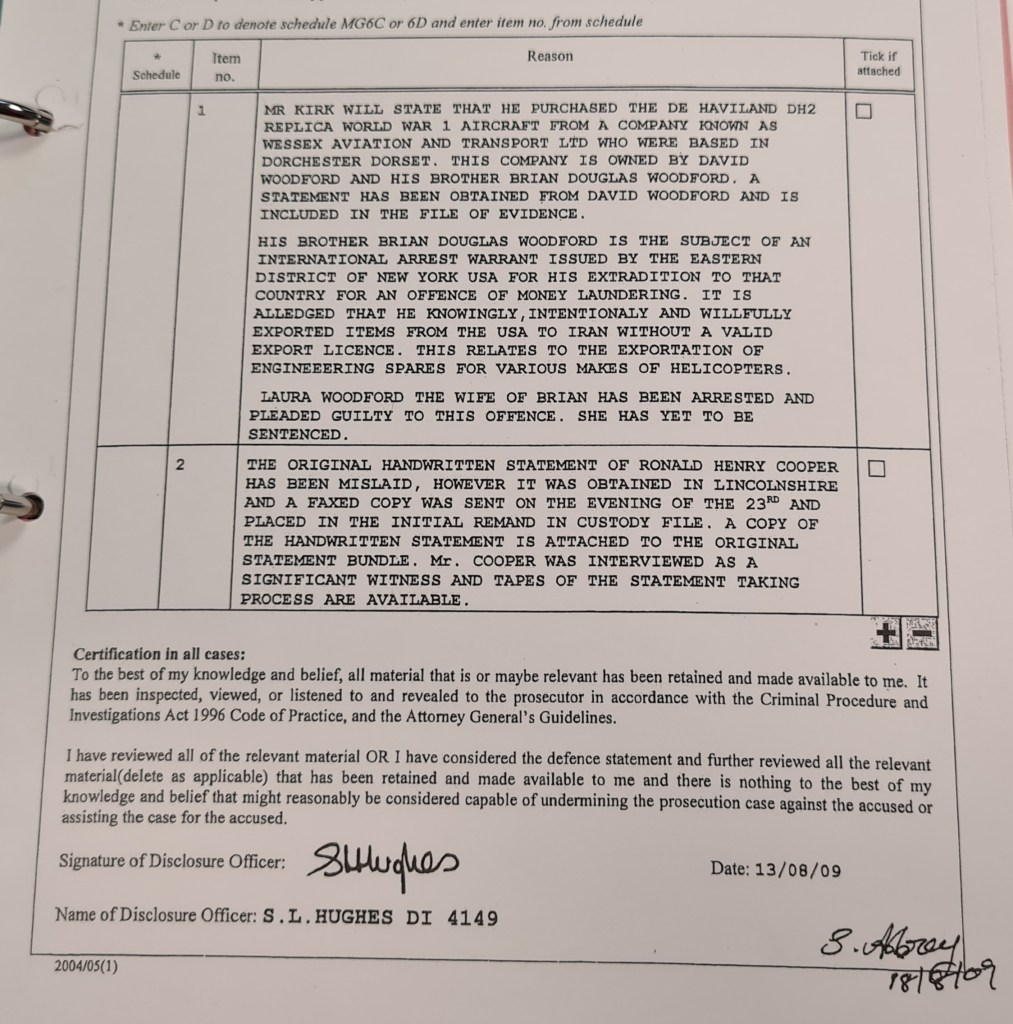 * Enter C or D to denote schedule MG6C or 6D and enter item no. from schedule
* Schedule
Item no.
Reason
Tick if attached
1
MR KIRK WILL STATE THAT HE PURCHASED THE DE HAVILAND DH2
REPLICA WORLD WAR 1 AIRCRAFT FROM A COMPANY KNOWN AS
WESSEX AVIATION AND TRANSPORT LTD WHO WERE BASED IN
DORCHESTER DORSET. THIS COMPANY IS OWNED BY DAVID
WOODFORD AND HIS BROTHER BRIAN DOUGLAS WOODFORD. A
STATEMENT HAS BEEN OBTAINED FROM DAVID WOODFORD AND IS
INCLUDED IN THE FILE OF EVIDENCE.
HIS BROTHER BRIAN DOUGLAS WOODFORD IS THE SUBJECT OF AN
INTERNATIONAL ARREST WARRANT ISSUED BY THE EASTERN
DISTRICT OF NEW YORK USA FOR HIS EXTRADITION TO THAT
COUNTRY FOR AN OFFENCE OF MONEY LAUNDERING. IT IS
ALLEDGED THAT HE KNOWINGLY,INTENTIONALY AND WILLFULLY
EXPORTED ITEMS FROM THE USA TO IRAN WITHOUT A VALID
EXPORT LICENCE. THIS RELATES TO THE EXPORTATION OF
ENGINEEERING SPARES FOR VARIOUS MAKES OF HELICOPTERS.
LAURA WOODFORD THE WIFE OF BRIAN HAS BEEN ARRESTED AND
PLEADED GUILTY TO THIS OFFENCE. SHE HAS YET TO BE
SENTENCED.
2
THE ORIGINAL HANDWRITTEN STATEMENT OF RONALD HENRY COOPER
HAS BEEN MISLAID, HOWEVER IT WAS OBTAINED IN LINCOLNSHIRE
AND A FAXED COPY WAS SENT ON THE EVENING OF THE 23RD AND
PLACED IN THE INITIAL REMAND IN CUSTODY FILE. A COPY OF
THE HANDWRITTEN STATEMENT IS ATTACHED TO THE ORIGINAL
STATEMENT BUNDLE. Mr. COOPER WAS INTERVIEWED AS A
SIGNIFICANT WITNESS AND TAPES OF THE STATEMENT TAKING
PROCESS ARE AVAILABLE.
Certification in all cases:
To the best of my knowledge and belief, all material that is or maybe relevant has been retained and made available to me. It
has been inspected, viewed, or listened to and revealed to the prosecutor in accordance with the Criminal Procedure and
Investigations Act 1996 Code of Practice, and the Attorney General's Guidelines.
I have reviewed all of the relevant material OR I have considered the defence statement and further reviewed all the relevant
material(delete as applicable) that has been retained and made available to me and there is nothing to the best of my
knowledge and belief that might reasonably be considered capable of undermining the prosecution case against the accused or
assisting the case for the accused.
Signature of Disclosure Officer: SLHughes
Date: 13/08/09
Name of Disclosure Officer: S.L.HUGHES DI 4149
S.
18/8/09
2004/05(1)